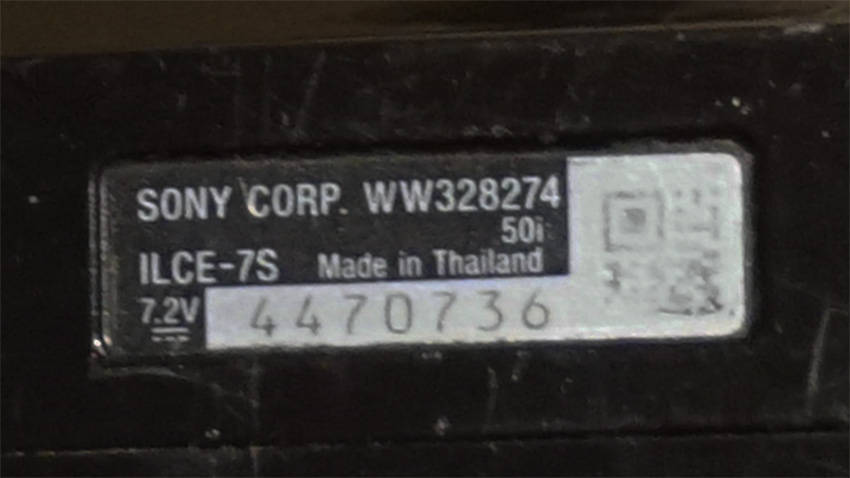 SONY CORP. WW328274
50i
ILCE-7S Made in Thailand
7.2V 4470736